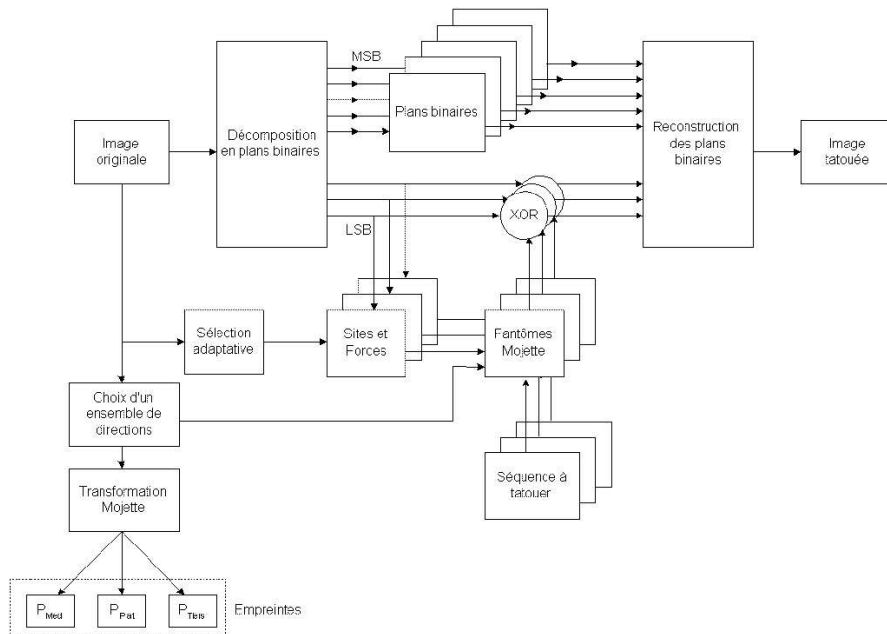 MSB
Plans binaires
Décomposition
en plans binaires
Reconstruction
des plans
binaires
Image
originale
Image
tatouée
XOR
LSB
Sélection
adaptative
Sites et
Forces
Fantômes
Mojette
Choix d'un
ensemble de
directions
Séquence à
tatouer
Transformation
Mojette
P Med
P Pat
P Tiers
Empreintes